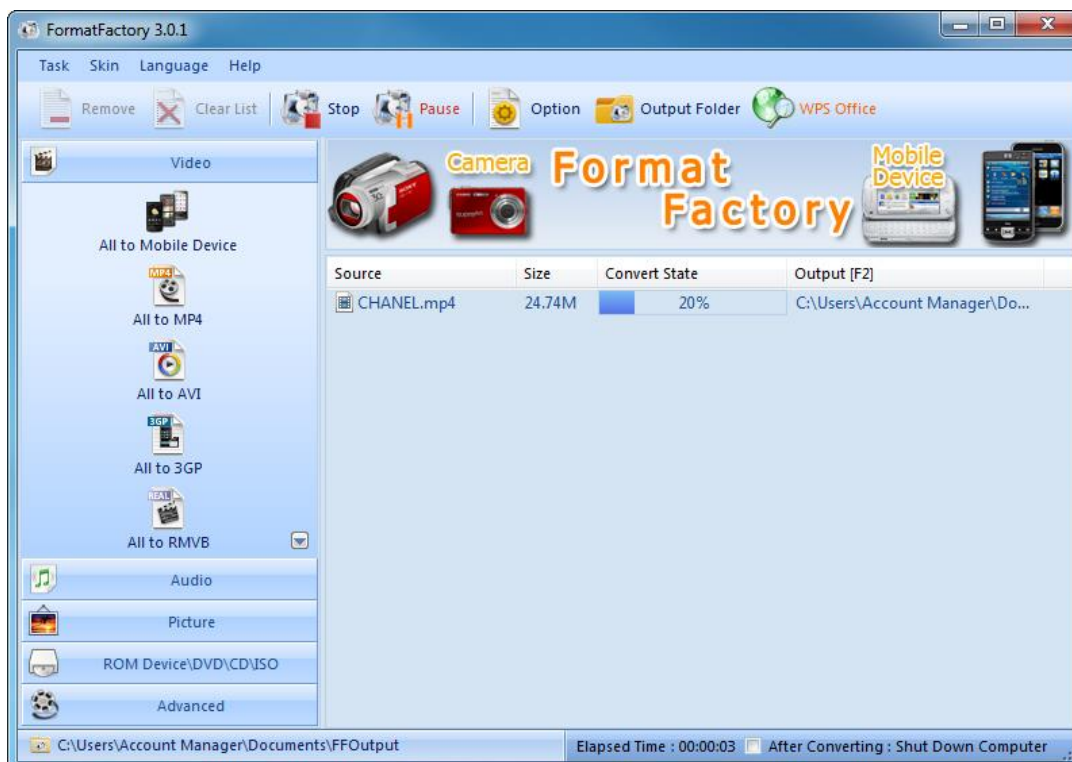 FormatFactory 3.0.1
Task Skin Language Help
Remove Clear List Stop Pause Option Output Folder WPS Office
Video
All to Mobile Device
MP4
All to MP4
AVI
All to AVI
3GP
All to 3GP
REAL
All to RMVB
Audio
Picture
ROM Device\DVD\CD\ISO
Advanced
Camera
Format
Factory
Mobile
Device
SONY
Source Size Convert State Output [F2]
CHANEL.mp4 24.74M 20% C:\Users\Account Manager\Do...
C:\Users\Account Manager\Documents\FFOutput
Elapsed Time : 00:00:03 After Converting : Shut Down Computer